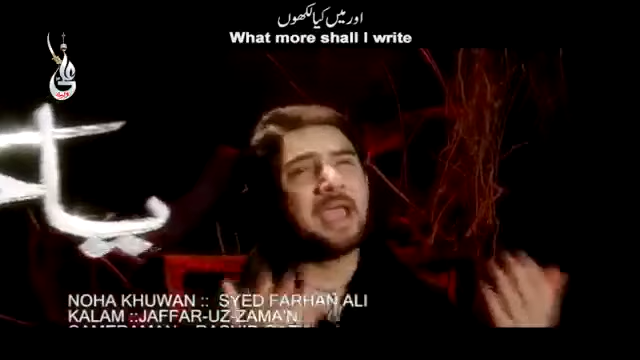 اور میں کیا لکھوں
What more shall I write
NOHA KHUWAN :: SYED FARHAN ALI
KALAM ::JAFFAR-UZ-ZAMA'N